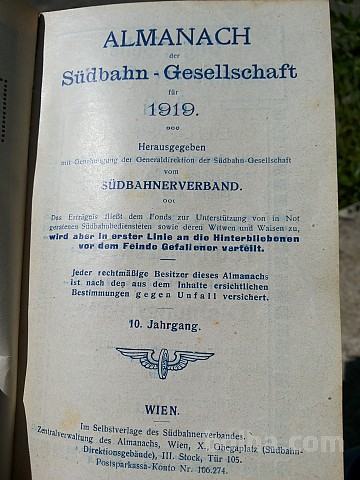 ALMANACH
der
Südbahn-Gesellschaft
für
1919.
Herausgegeben
mit Genehmigung der Generaldirektion der Südbahn-Gesellschaft
vom
SÜDBAHNERVERBAND.
Das Erträgnis fließt dem Fonds zur Unterstützung von in Not
geratenen Südbahnbediensteten sowie deren Witwen und Waisen zu,
wird aber in erster Linie an die Hinterbliebenen
vor dem Feinde Gefallener verteilt.
Jeder rechtmäßige Besitzer dieses Almanachs
ist nach den aus dem Inhalte ersichtlichen
Bestimmungen gegen Unfall versichert.
10. Jahrgang.
WIEN.
Im Selbstverlage des Südbahnerverbandes.
Zentralverwaltung des Almanachs, Wien, X., Ghegaplatz (Südbahn-
Direktionsgebäude), III. Stock, Tür 105.
Postsparkassa-Konto Nr. 106.274.